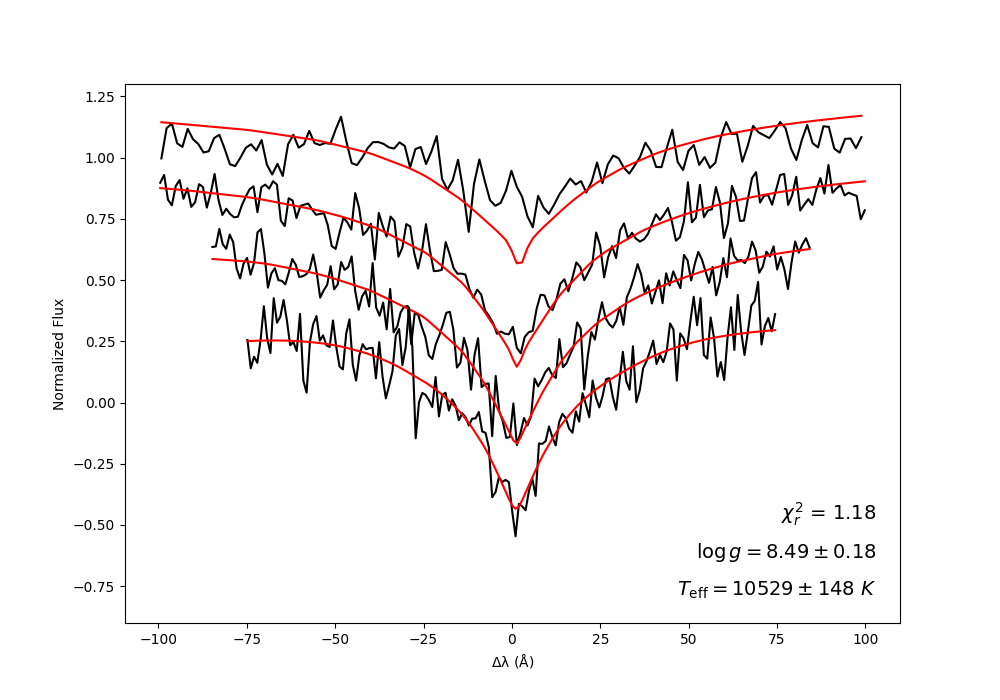 Normalized Flux
1.25
1.00
0.75
0.50
0.25
0.00
−0.25
−0.50
−0.75
χ_r^2 = 1.18
log g = 8.49 ± 0.18
T_eff = 10529 ± 148 K
−100 −75 −50 −25 0 25 50 75 100
Δλ (Å)